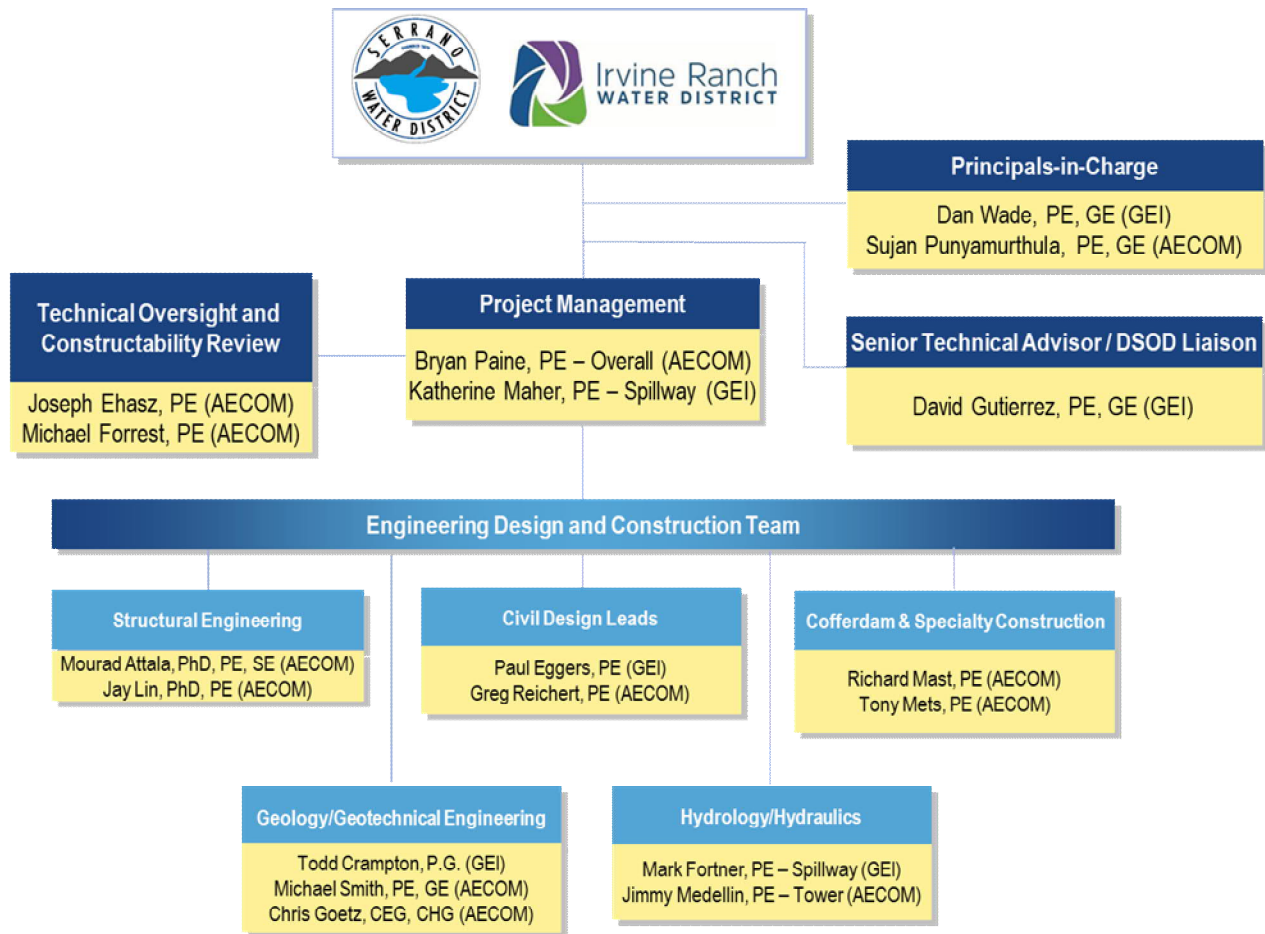 SERRANO
WATER DISTRICT
Irvine Ranch
WATER DISTRICT
Principals-in-Charge
Dan Wade, PE, GE (GEI)
Sujan Punyamurthula, PE, GE (AECOM)
Technical Oversight and
Constructability Review
Joseph Ehasz, PE (AECOM)
Michael Forrest, PE (AECOM)
Project Management
Bryan Paine, PE – Overall (AECOM)
Katherine Maher, PE – Spillway (GEI)
Senior Technical Advisor / DSOD Liaison
David Gutierrez, PE, GE (GEI)
Engineering Design and Construction Team
Structural Engineering
Mourad Attala, PhD, PE, SE (AECOM)
Jay Lin, PhD, PE (AECOM)
Civil Design Leads
Paul Eggers, PE (GEI)
Greg Reichert, PE (AECOM)
Cofferdam & Specialty Construction
Richard Mast, PE (AECOM)
Tony Mets, PE (AECOM)
Geology/Geotechnical Engineering
Todd Crampton, P.G. (GEI)
Michael Smith, PE, GE (AECOM)
Chris Goetz, CEG, CHG (AECOM)
Hydrology/Hydraulics
Mark Fortner, PE – Spillway (GEI)
Jimmy Medellin, PE – Tower (AECOM)